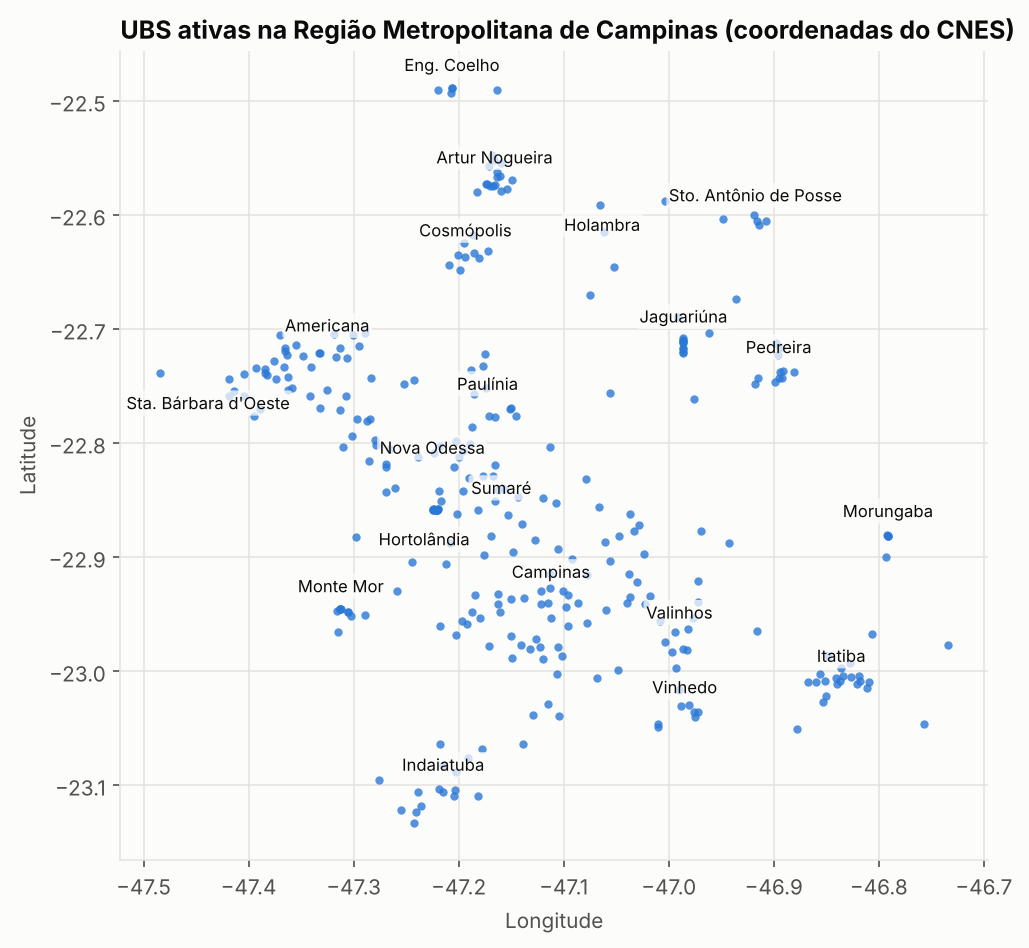 UBS ativas na Região Metropolitana de Campinas (coordenadas do CNES)
Eng. Coelho
−22.5
Artur Nogueira
Sto. Antônio de Posse
−22.6
Holambra
Cosmópolis
Jaguariúna
Americana
−22.7
Pedreira
Paulínia
Sta. Bárbara d'Oeste
−22.8
Nova Odessa
Sumaré
Morungaba
Hortolândia
−22.9
Campinas
Monte Mor
Valinhos
Itatiba
−23.0
Vinhedo
Indaiatuba
−23.1
Latitude
−47.5 −47.4 −47.3 −47.2 −47.1 −47.0 −46.9 −46.8 −46.7
Longitude